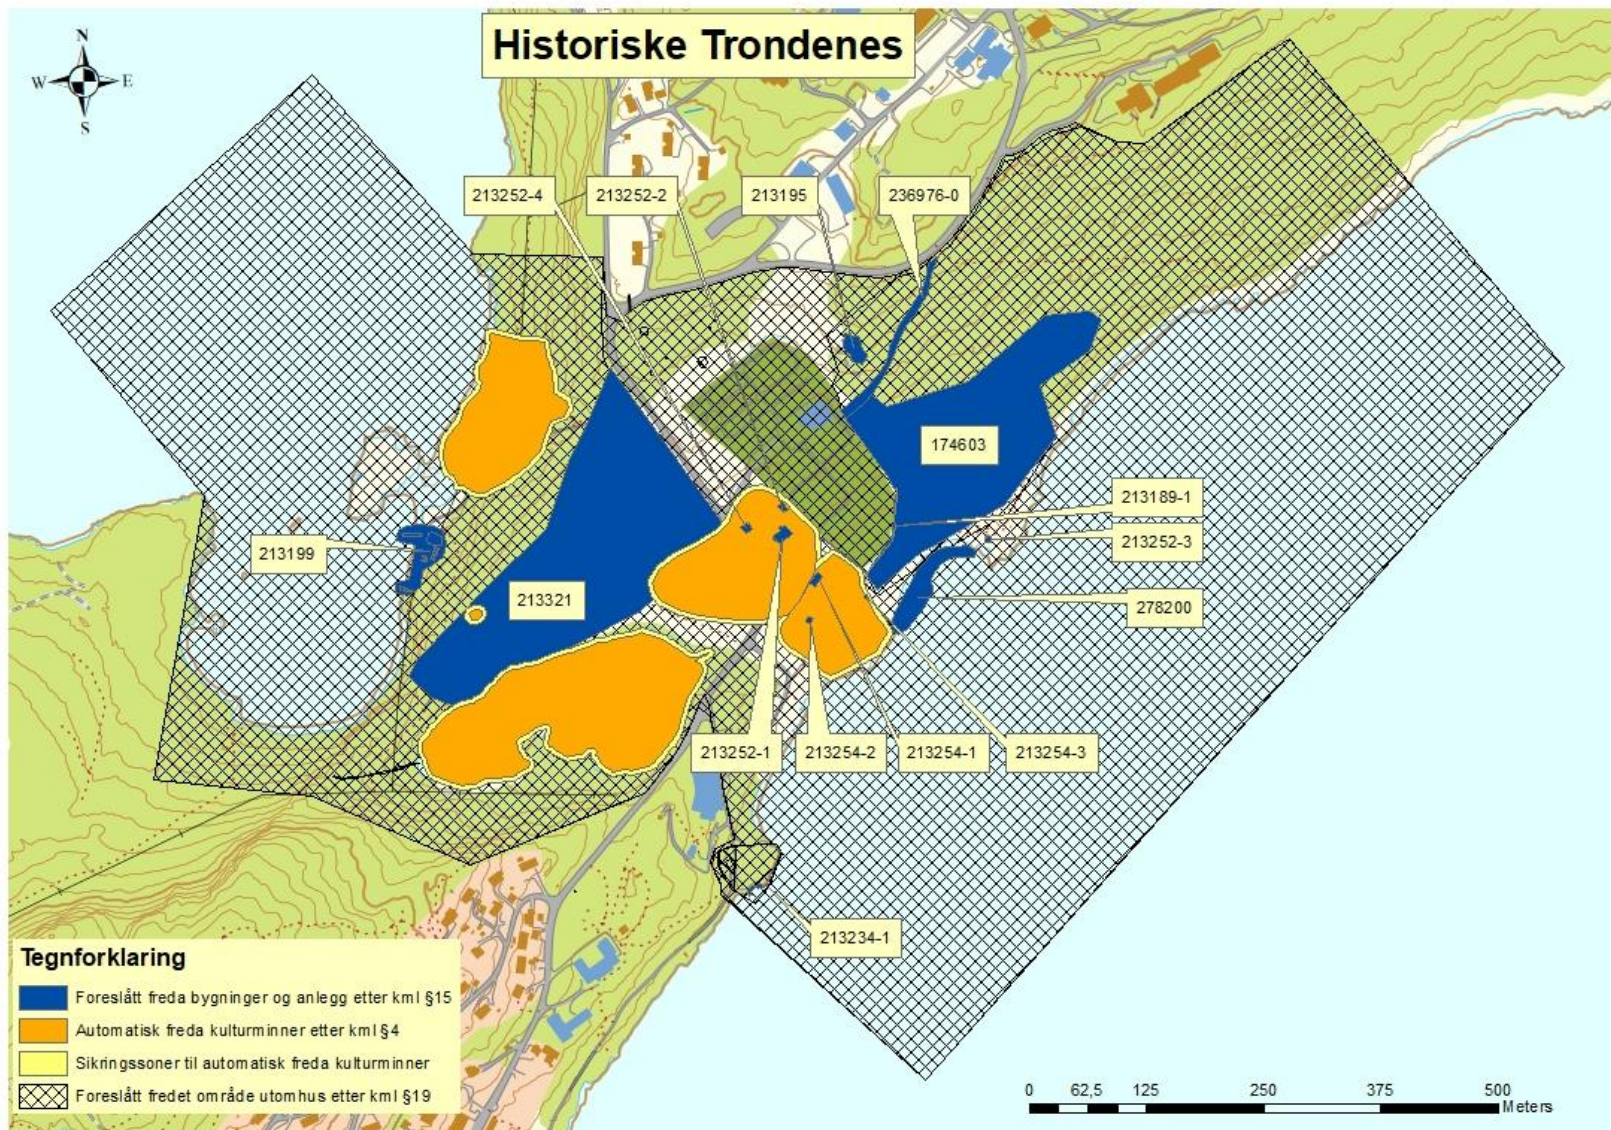 Historiske Trondenes
N
W
E
S
213252-4
213252-2
213195
236976-0
174603
213189-1
213252-3
213199
213321
278200
213252-1
213254-2
213254-1
213254-3
213234-1
Tegnforklaring
Foreslått freda bygninger og anlegg etter kml §15
Automatisk freda kulturminner etter kml §4
Sikringssoner til automatisk freda kulturminner
Foreslått fredet område utomhus etter kml §19
0 62,5 125 250 375 500
Meters